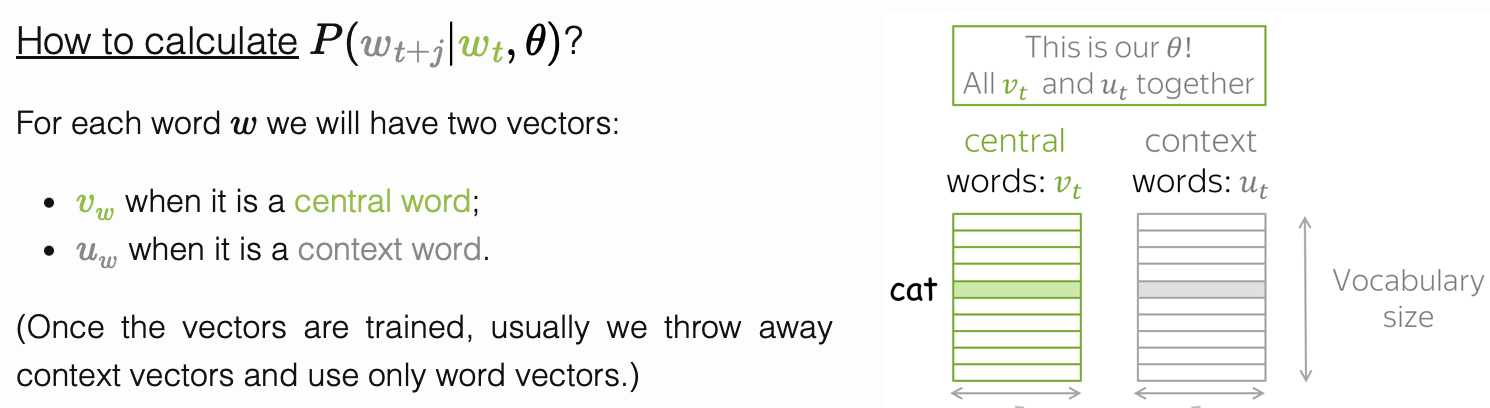 How to calculate P(w_{t+j}|w_t, θ)?
For each word w we will have two vectors:
• v_w when it is a central word;
• u_w when it is a context word.
(Once the vectors are trained, usually we throw away
context vectors and use only word vectors.)
This is our θ!
All v_t and u_t together
central
words: v_t
context
words: u_t
cat
Vocabulary
size